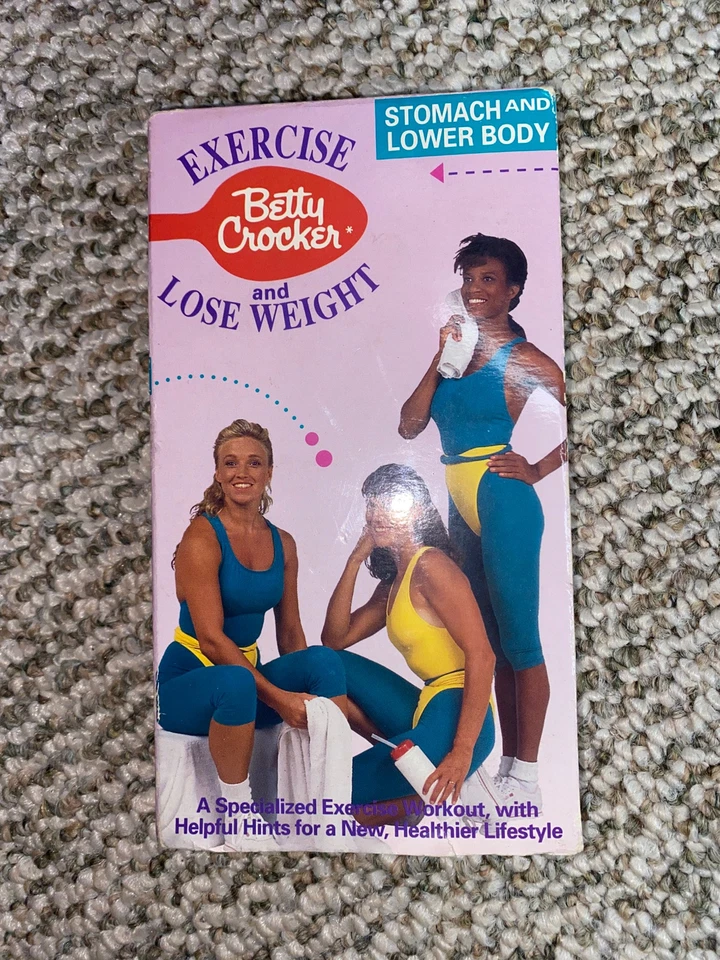 EXERCISE
Betty
Crocker*
and
LOSE WEIGHT
STOMACH AND
LOWER BODY
A Specialized Exercise Workout, with
Helpful Hints for a New, Healthier Lifestyle